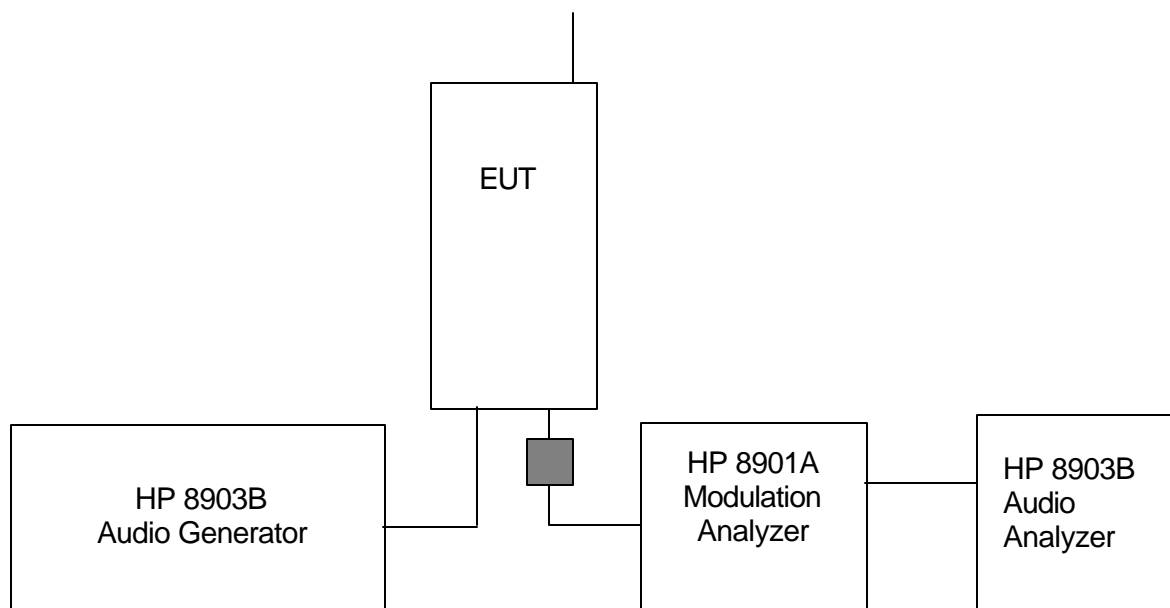 EUT
HP 8903B
Audio Generator
HP 8901A
Modulation
Analyzer
HP 8903B
Audio
Analyzer